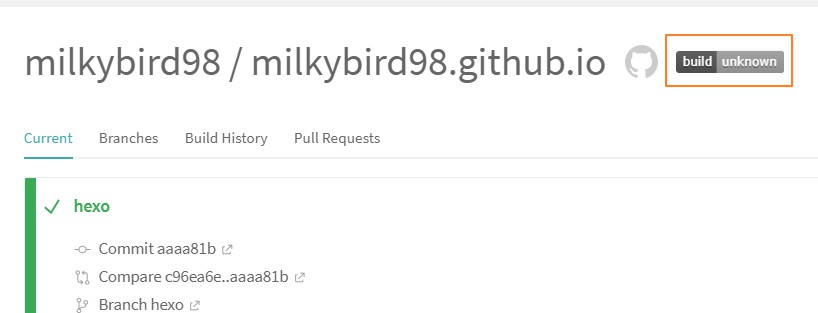 milkybird98 / milkybird98.github.io build unknown
Current Branches Build History Pull Requests
hexo
Commit aaaa81b
Compare c96ea6e..aaaa81b
Branch hexo